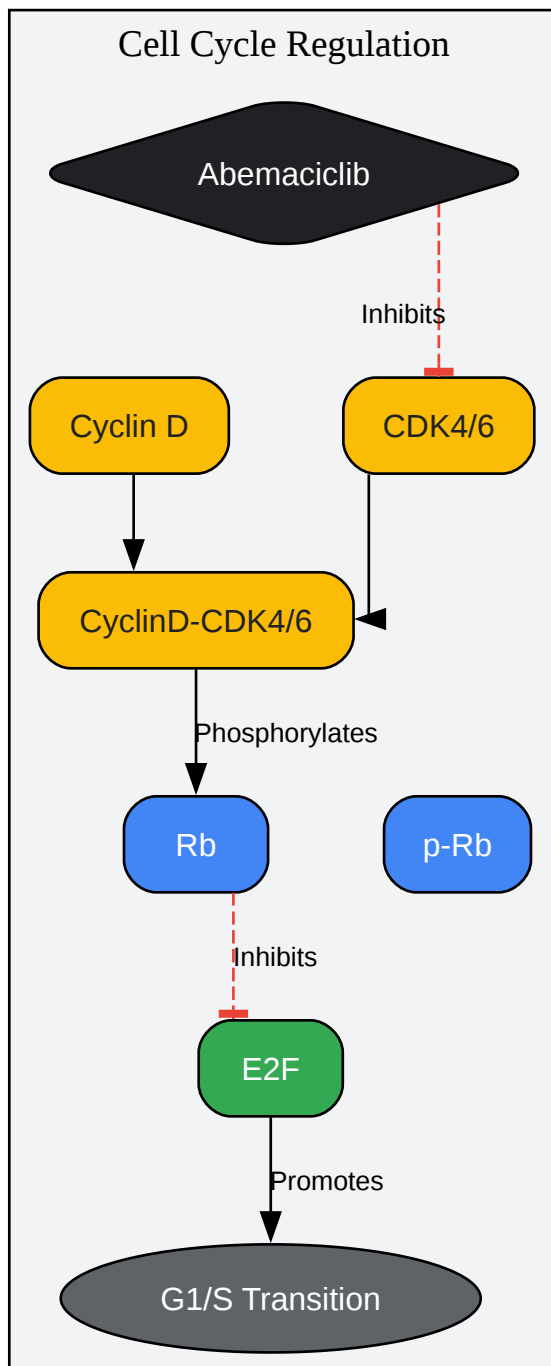 Cell Cycle Regulation
Abemaciclib
Inhibits
Cyclin D
CDK4/6
CyclinD-CDK4/6
Phosphorylates
Rb
p-Rb
Inhibits
E2F
Promotes
G1/S Transition